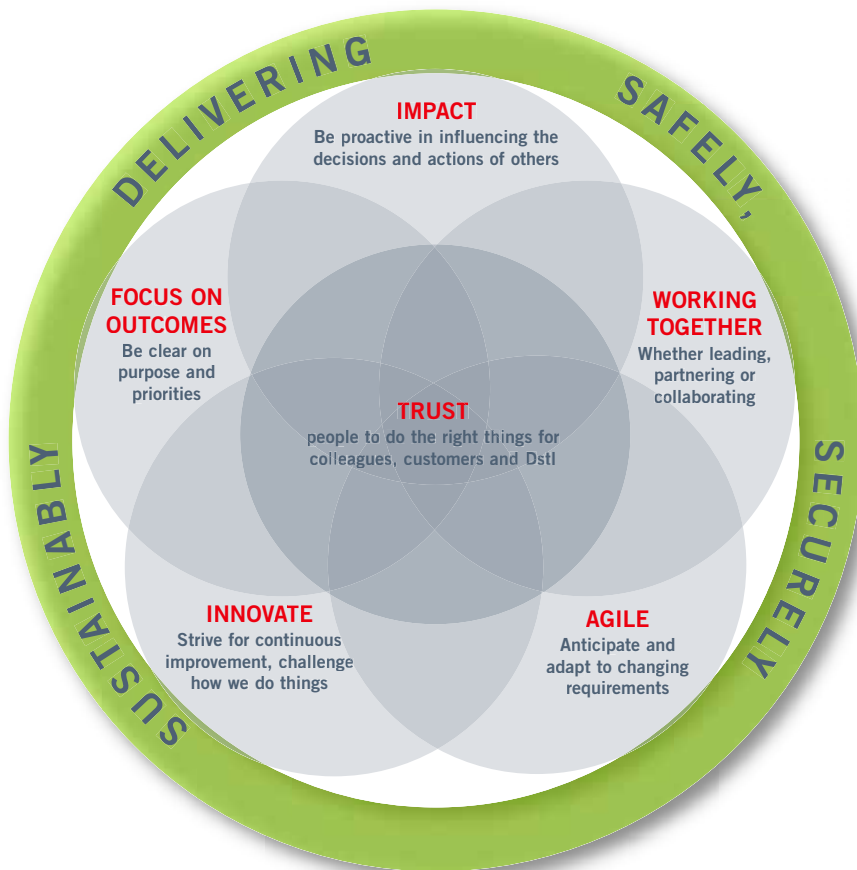 DELIVERING
SAFELY,
SECURELY
SUSTAINABLY
IMPACT
Be proactive in influencing the
decisions and actions of others
FOCUS ON
OUTCOMES
Be clear on
purpose and
priorities
WORKING
TOGETHER
Whether leading,
partnering or
collaborating
TRUST
people to do the right things for
colleagues, customers and Dstl
INNOVATE
Strive for continuous
improvement, challenge
how we do things
AGILE
Anticipate and
adapt to changing
requirements